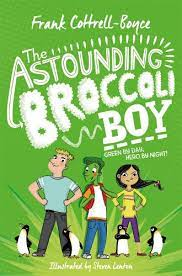 Frank Cottrell-Boyce
The
ASTOUNDING
BROCCOLI
BOY
GREEN BY DAY,
HERO BY NIGHT!
Illustrated by Steven Lenton